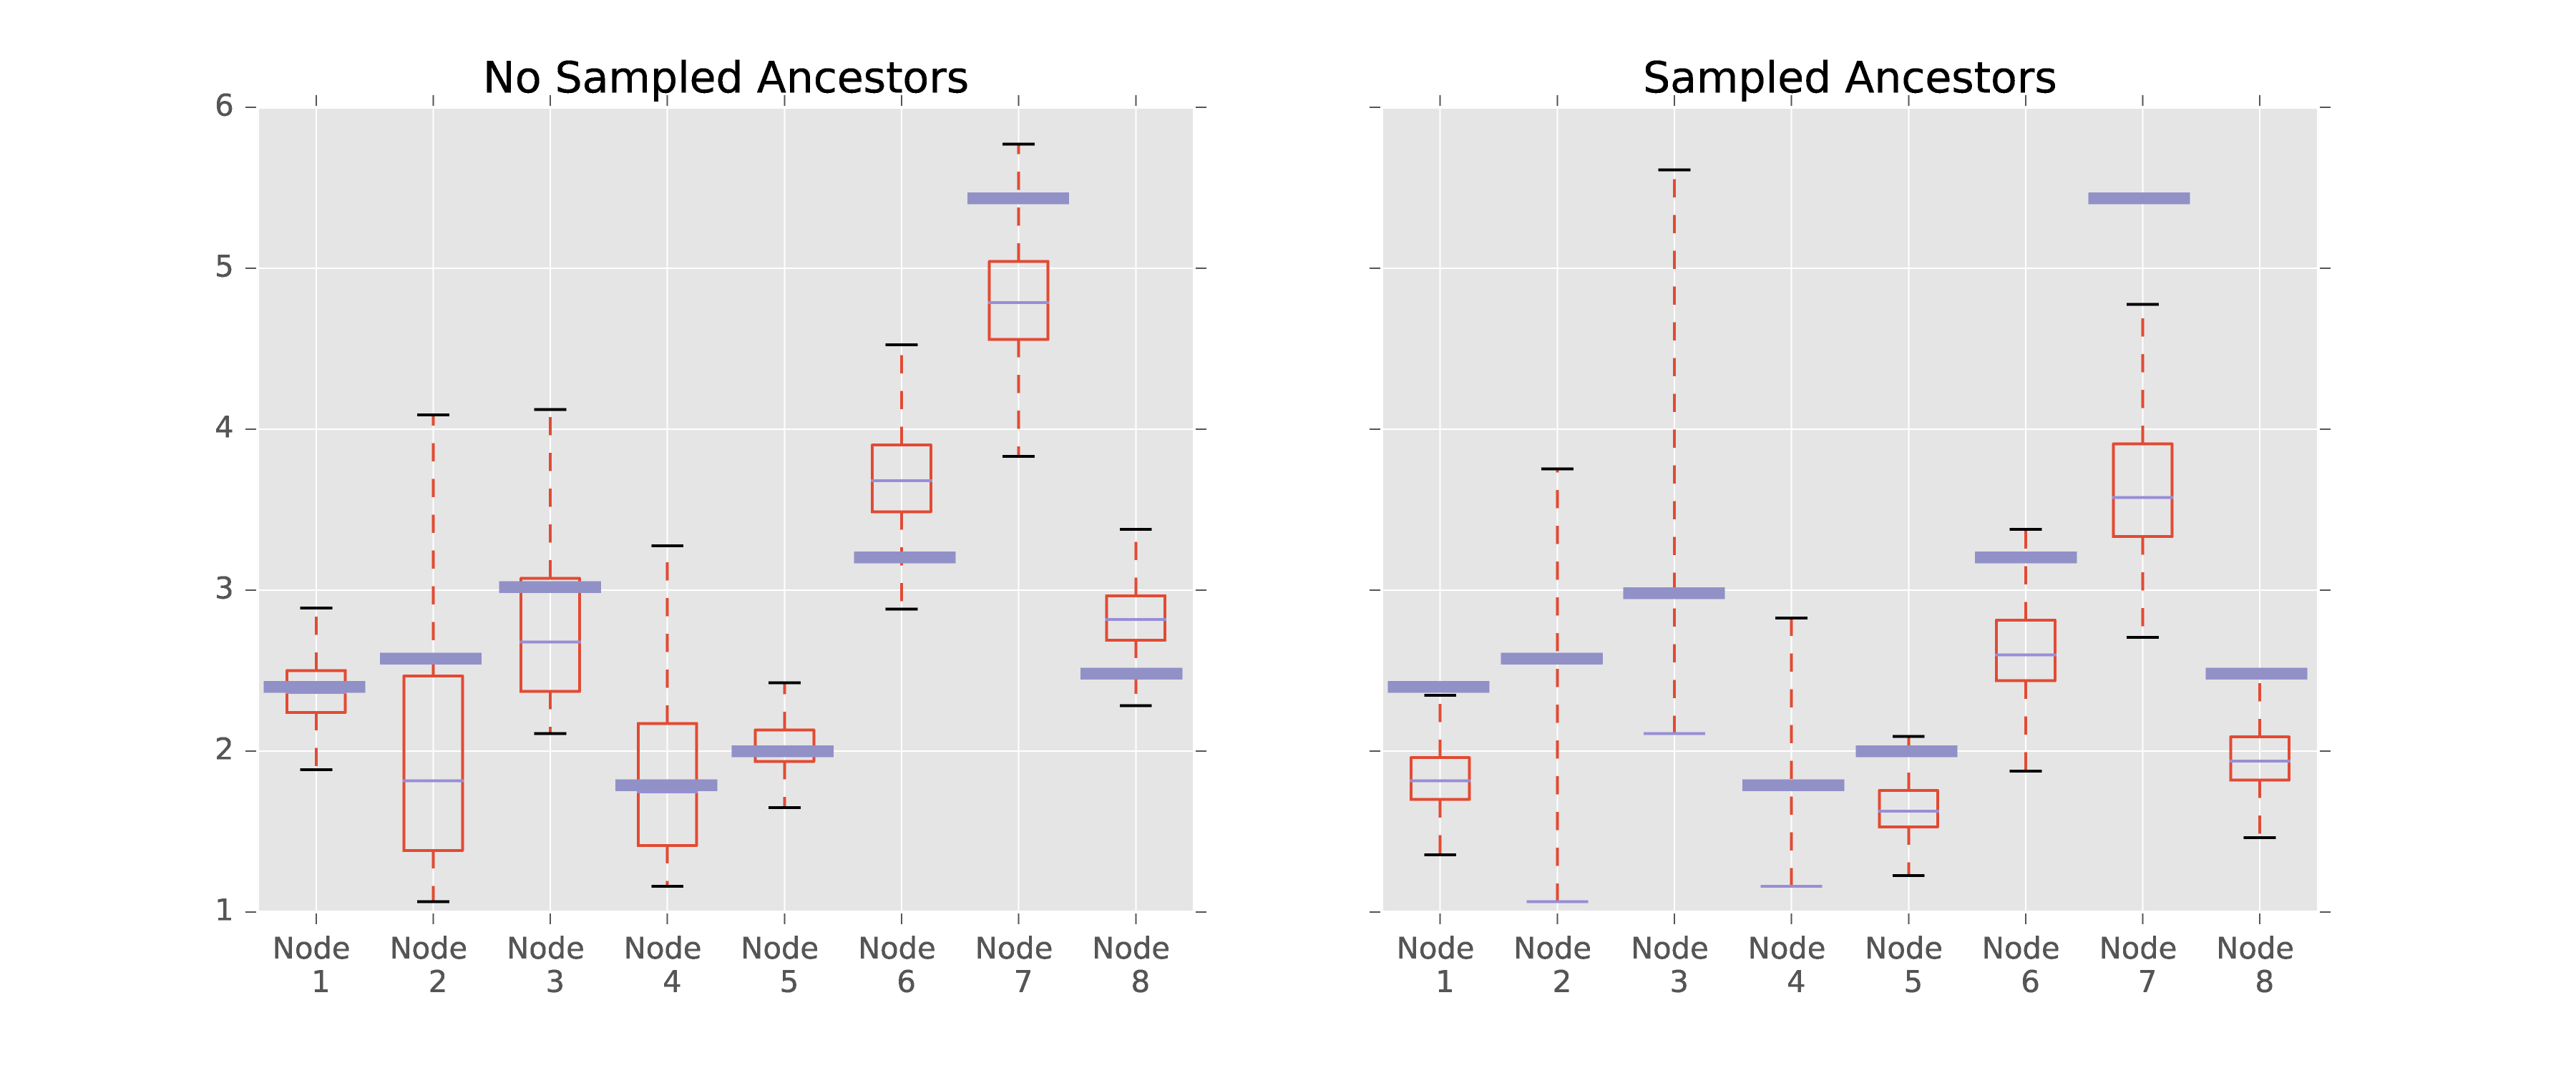 No Sampled Ancestors
Sampled Ancestors
6
5
4
3
2
1
Node Node Node Node Node Node Node Node
1 2 3 4 5 6 7 8
Node Node Node Node Node Node Node Node
1 2 3 4 5 6 7 8